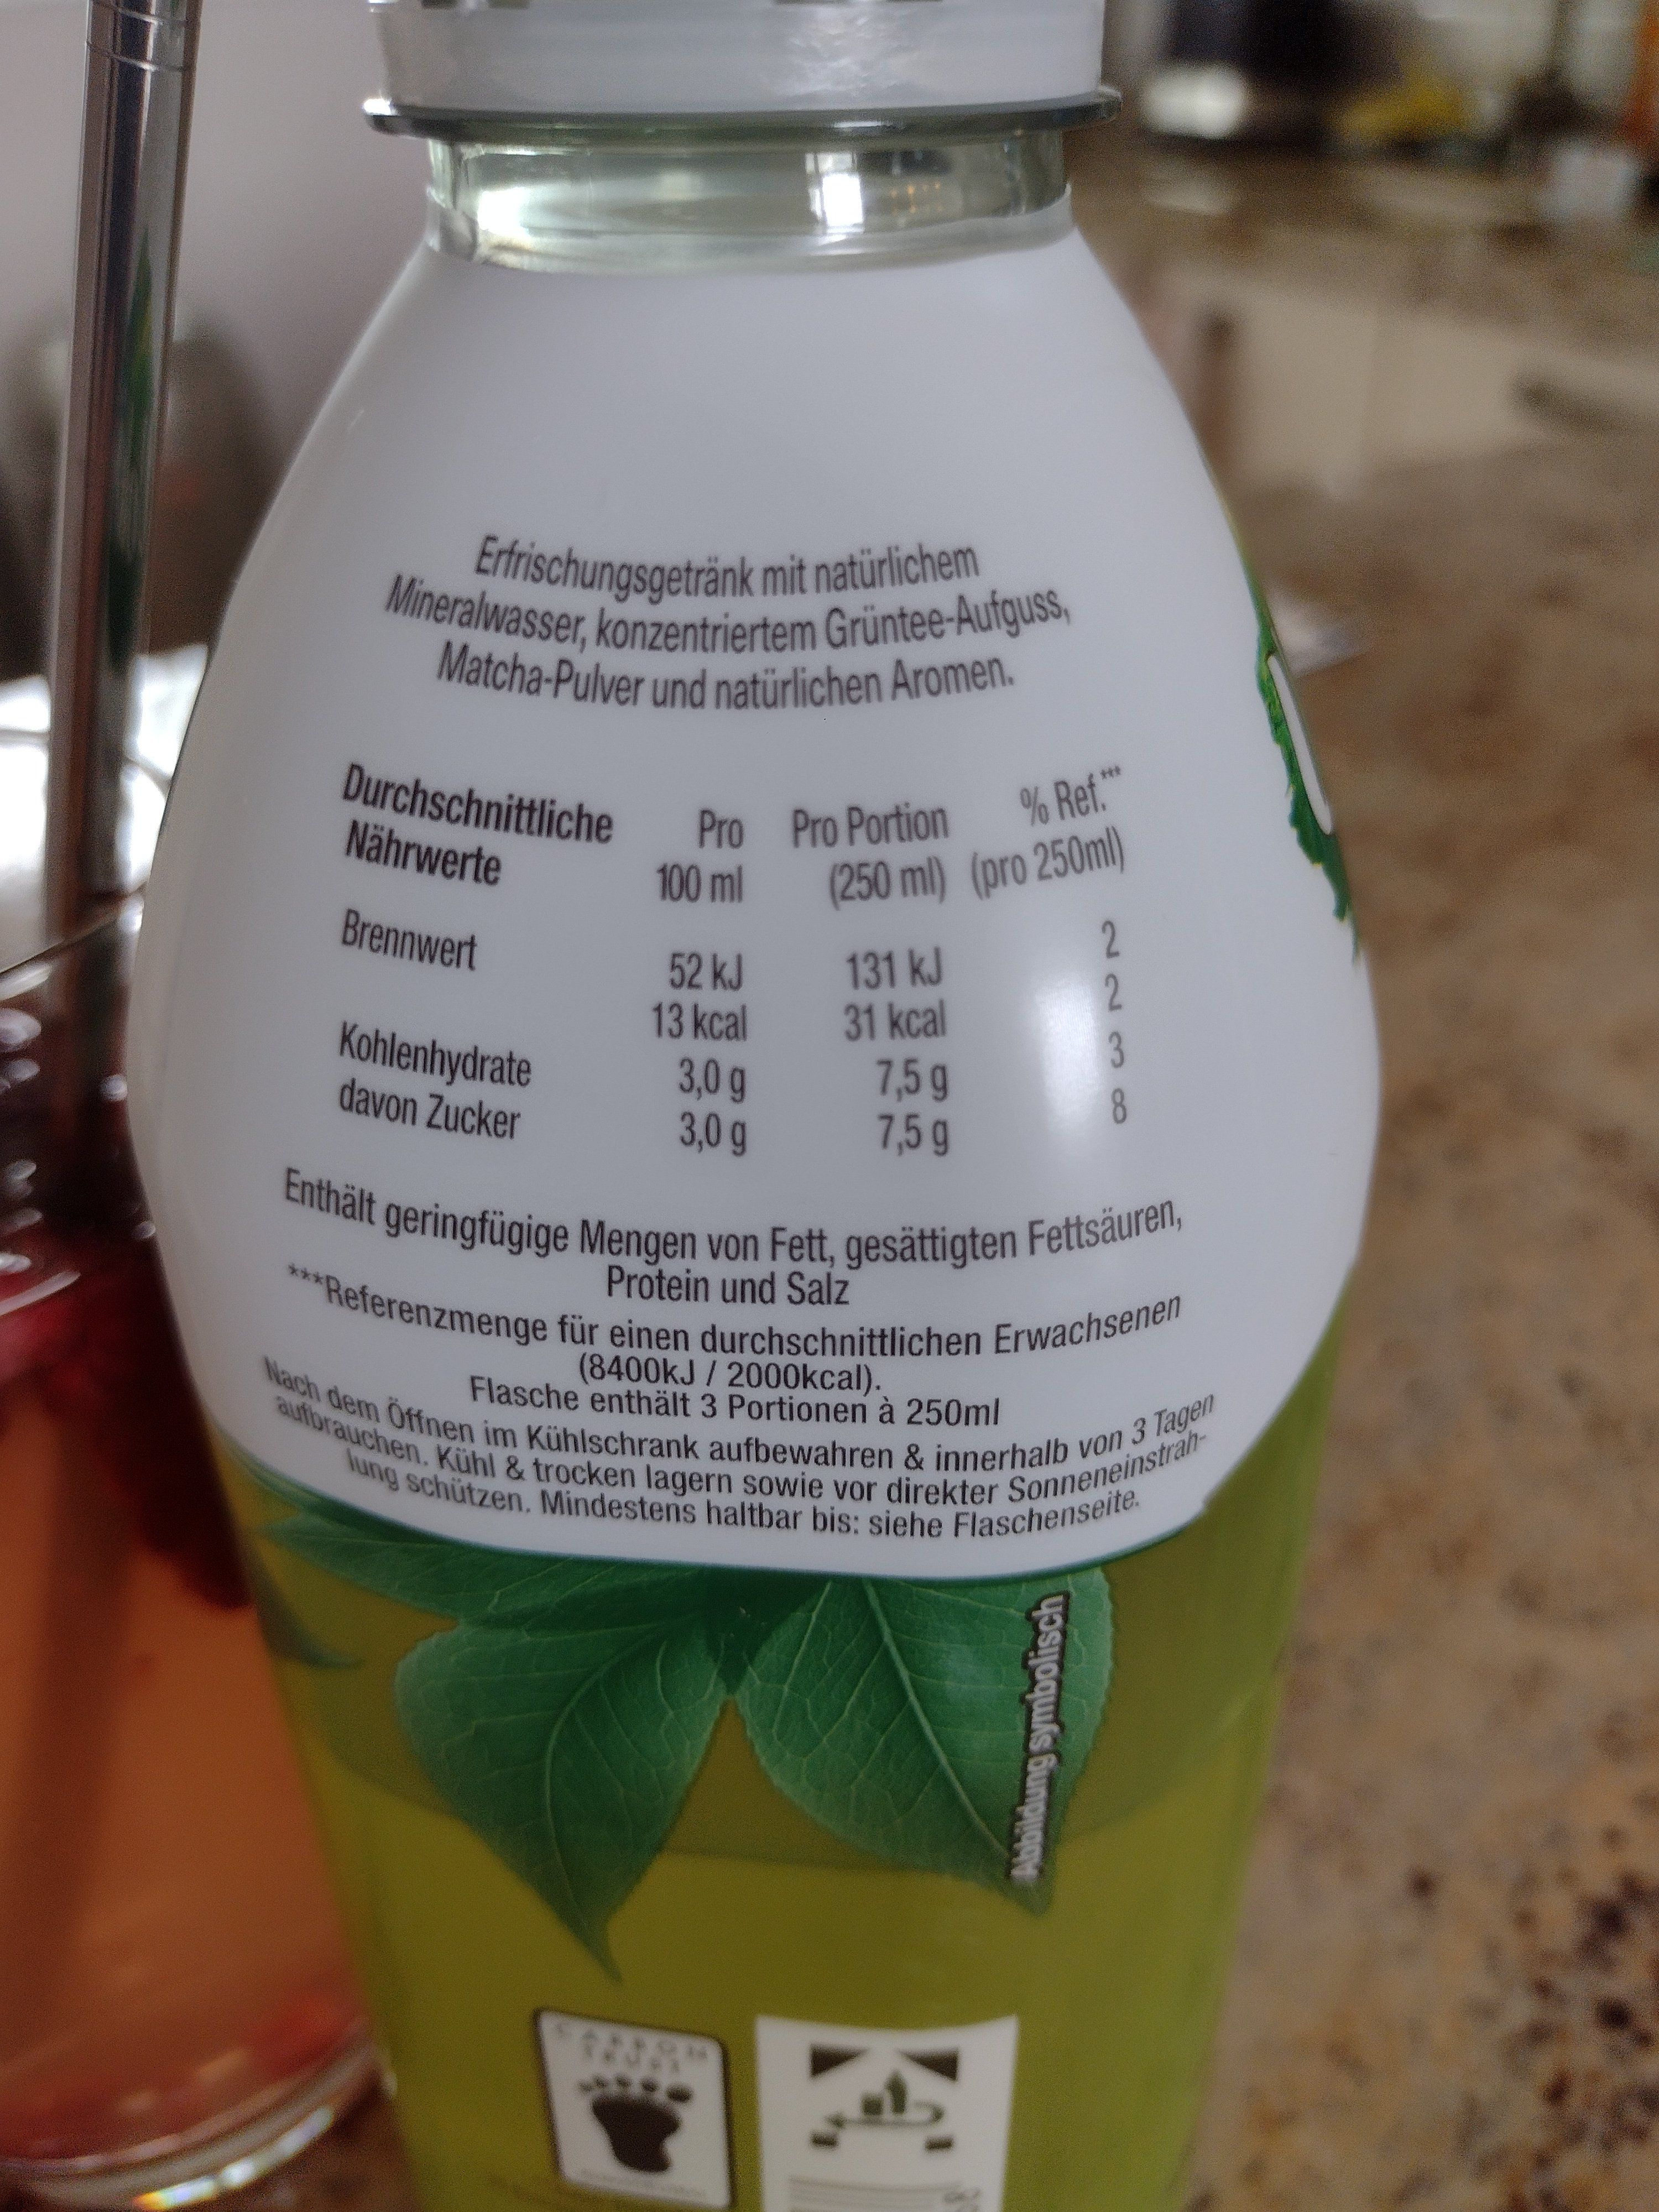 Erfrischungsgetränk mit natürlichem
Mineralwasser, konzentriertem Grüntee-Aufguss,
Matcha-Pulver und natürlichen Aromen.
Durchschnittliche Nährwerte Pro 100 ml Pro Portion (250 ml) % Ref.*** (pro 250ml)
Brennwert 52 kJ 131 kJ 2
13 kcal 31 kcal 2
Kohlenhydrate 3,0 g 7,5 g 3
davon Zucker 3,0 g 7,5 g 8
Enthält geringfügige Mengen von Fett, gesättigten Fettsäuren,
Protein und Salz
***Referenzmenge für einen durchschnittlichen Erwachsenen
(8400kJ / 2000kcal).
Flasche enthält 3 Portionen à 250ml
Nach dem Öffnen im Kühlschrank aufbewahren & innerhalb von 3 Tagen
aufbrauchen. Kühl & trocken lagern sowie vor direkter Sonneneinstrah-
lung schützen. Mindestens haltbar bis: siehe Flaschenseite.
Abbildung symbolisch
CARBON
TRUST